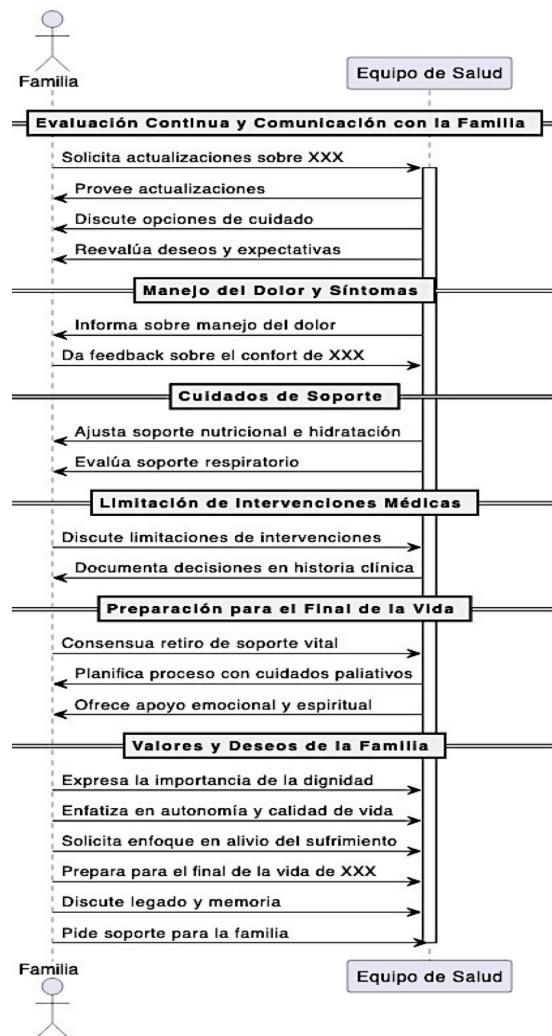 Familia
Equipo de Salud
Evaluación Continua y Comunicación con la Familia
Solicita actualizaciones sobre XXX
Provee actualizaciones
Discute opciones de cuidado
Reevalúa deseos y expectativas
Manejo del Dolor y Síntomas
Informa sobre manejo del dolor
Da feedback sobre el confort de XXX
Cuidados de Soporte
Ajusta soporte nutricional e hidratación
Evalúa soporte respiratorio
Limitación de Intervenciones Médicas
Discute limitaciones de intervenciones
Documenta decisiones en historia clínica
Preparación para el Final de la Vida
Consensua retiro de soporte vital
Planifica proceso con cuidados paliativos
Ofrece apoyo emocional y espiritual
Valores y Deseos de la Familia
Expresa la importancia de la dignidad
Enfatiza en autonomía y calidad de vida
Solicita enfoque en alivio del sufrimiento
Prepara para el final de la vida de XXX
Discute legado y memoria
Pide soporte para la familia
Familia
Equipo de Salud